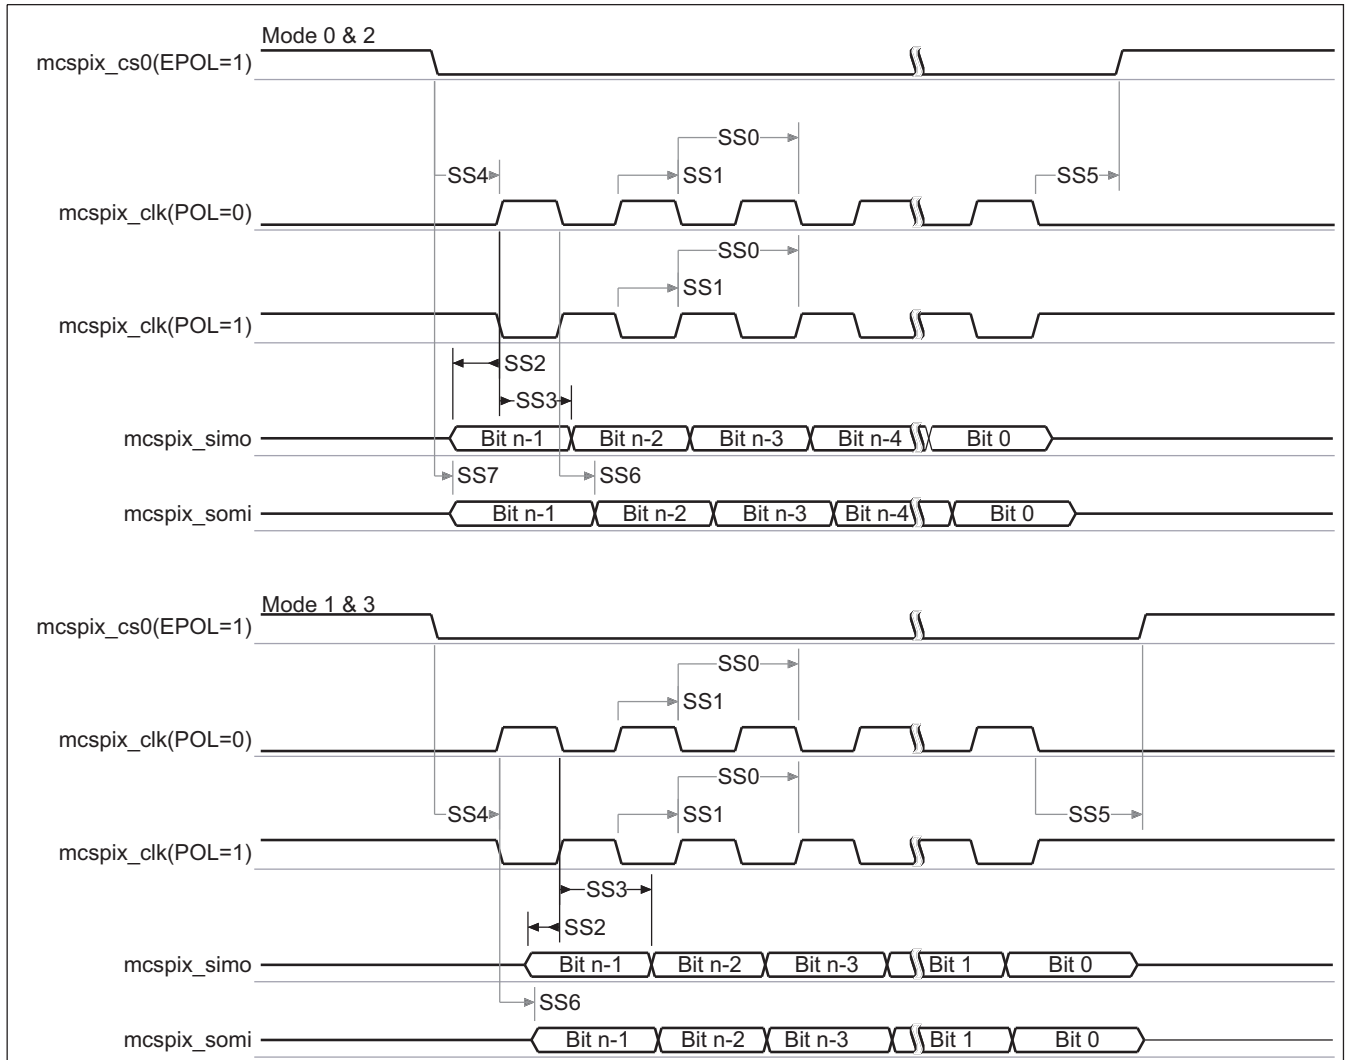 Mode 0 & 2
mcspix_cs0(EPOL=1)
SS0
SS4
SS1
SS5
mcspix_clk(POL=0)
SS0
SS1
mcspix_clk(POL=1)
SS2
SS3
mcspix_simo
Bit n-1 Bit n-2 Bit n-3 Bit n-4 Bit 0
SS7
SS6
mcspix_somi
Bit n-1 Bit n-2 Bit n-3 Bit n-4 Bit 0
Mode 1 & 3
mcspix_cs0(EPOL=1)
SS0
SS1
mcspix_clk(POL=0)
SS0
SS4
SS1
SS5
mcspix_clk(POL=1)
SS3
SS2
mcspix_simo
Bit n-1 Bit n-2 Bit n-3 Bit 1 Bit 0
SS6
mcspix_somi
Bit n-1 Bit n-2 Bit n-3 Bit 1 Bit 0